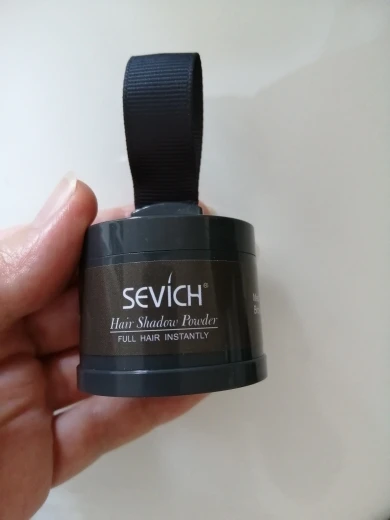 SEVICH®
Hair Shadow Powder
FULL HAIR INSTANTLY